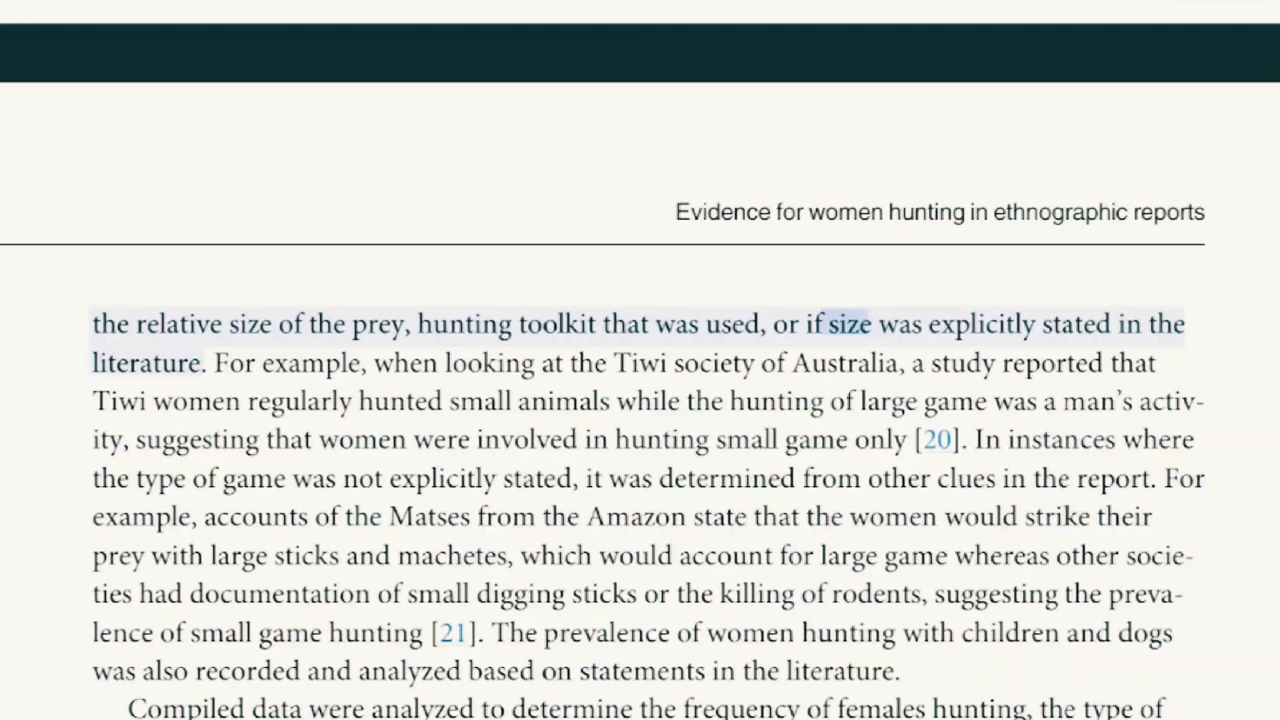 Evidence for women hunting in ethnographic reports
the relative size of the prey, hunting toolkit that was used, or if size was explicitly stated in the
literature. For example, when looking at the Tiwi society of Australia, a study reported that
Tiwi women regularly hunted small animals while the hunting of large game was a man’s activ-
ity, suggesting that women were involved in hunting small game only [20]. In instances where
the type of game was not explicitly stated, it was determined from other clues in the report. For
example, accounts of the Matses from the Amazon state that the women would strike their
prey with large sticks and machetes, which would account for large game whereas other socie-
ties had documentation of small digging sticks or the killing of rodents, suggesting the preva-
lence of small game hunting [21]. The prevalence of women hunting with children and dogs
was also recorded and analyzed based on statements in the literature.
Compiled data were analyzed to determine the frequency of females hunting, the type of